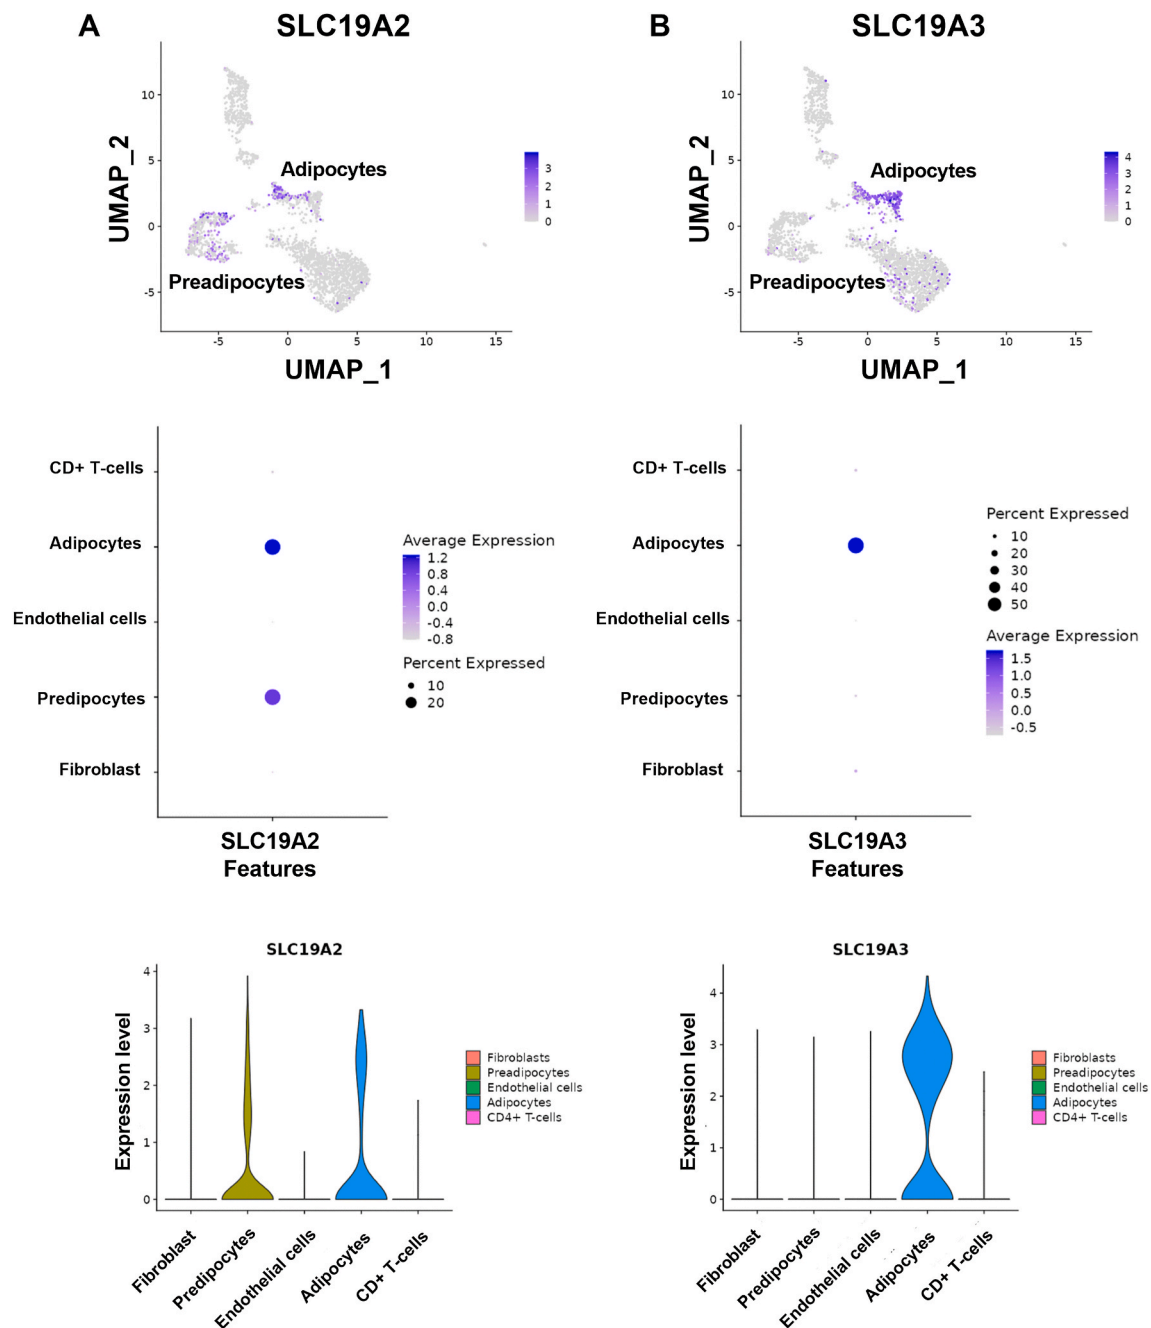 A
SLC19A2
UMAP_2
10
5
0
-5
Adipocytes
Preadipocytes
3
2
1
0
-5
0
5
10
15
UMAP_1
B
SLC19A3
UMAP_2
10
5
0
-5
Adipocytes
Preadipocytes
4
3
2
1
0
-5
0
5
10
15
UMAP_1
CD+ T-cells
Adipocytes
Endothelial cells
Predipocytes
Fibroblast
SLC19A2
Features
Average Expression
1.2
0.8
0.4
0.0
-0.4
-0.8
Percent Expressed
10
20
CD+ T-cells
Adipocytes
Endothelial cells
Predipocytes
Fibroblast
SLC19A3
Features
Percent Expressed
10
20
30
40
50
Average Expression
1.5
1.0
0.5
0.0
-0.5
SLC19A2
Expression level
4
3
2
1
0
Fibroblast
Predipocytes
Endothelial cells
Adipocytes
CD+ T-cells
Fibroblasts
Preadipocytes
Endothelial cells
Adipocytes
CD4+ T-cells
SLC19A3
Expression level
4
3
2
1
0
Fibroblast
Predipocytes
Endothelial cells
Adipocytes
CD+ T-cells
Fibroblasts
Preadipocytes
Endothelial cells
Adipocytes
CD4+ T-cells